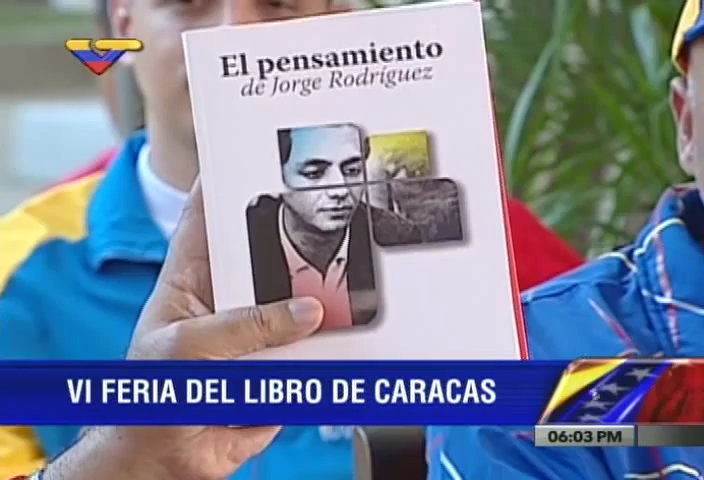 El pensamiento
de Jorge Rodríguez
VI FERIA DEL LIBRO DE CARACAS
06:03 PM